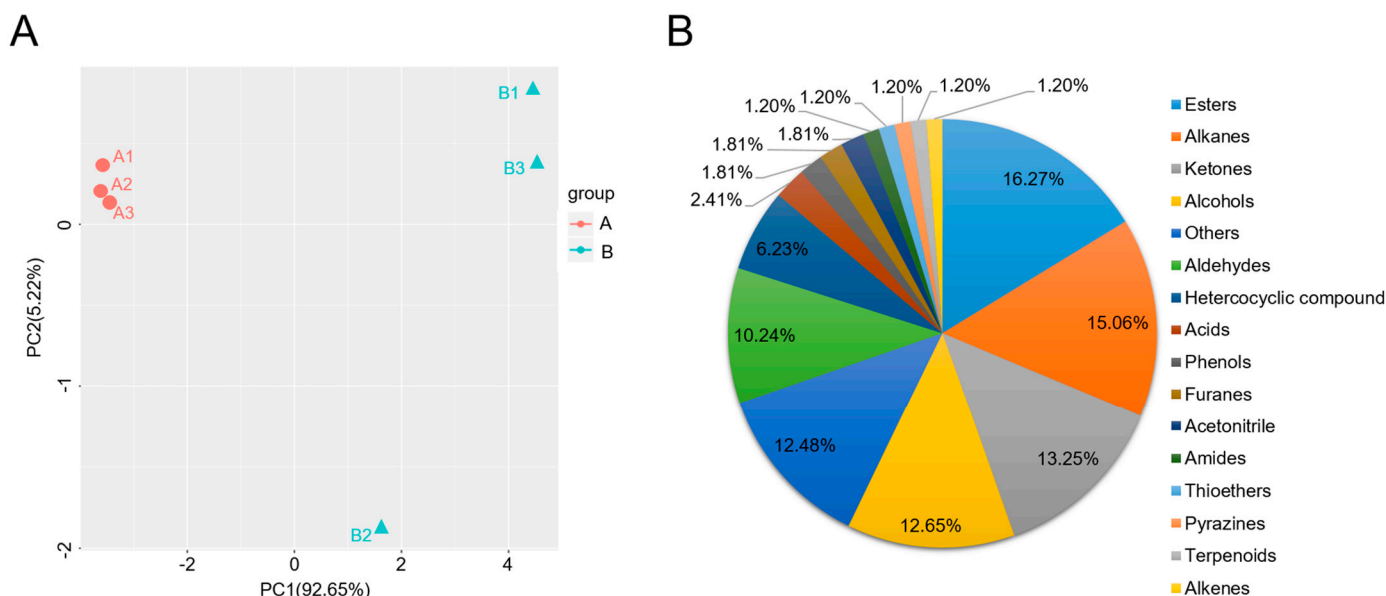 A
B
B1
B3
A1
A2
A3
B2
0
-1
-2
PC2(5.22%)
-2
0
2
4
PC1(92.65%)
group
A
B
1.20%
1.20%
1.20%
1.20%
1.20%
1.81%
1.81%
1.81%
2.41%
6.23%
10.24%
12.48%
12.65%
13.25%
15.06%
16.27%
Esters
Alkanes
Ketones
Alcohols
Others
Aldehydes
Hetercocyclic compound
Acids
Phenols
Furanes
Acetonitrile
Amides
Thioethers
Pyrazines
Terpenoids
Alkenes